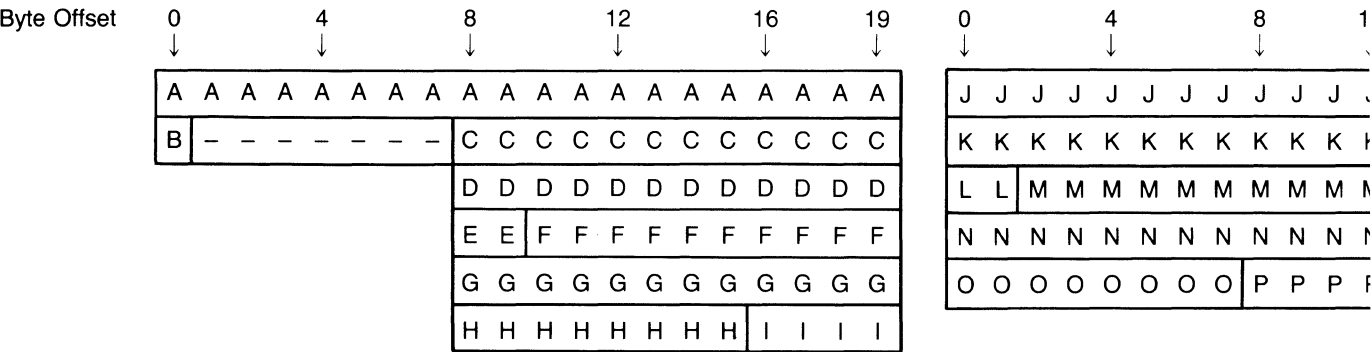 Byte Offset 0 4 8 12 16 19 0 4 8
A A A A A A A A A A A A A A A A A A A A J J J J J J J J J J J
B – – – – – – – C C C C C C C C C C C C K K K K K K K K K K K
D D D D D D D D D D D D L L M M M M M M M M M
E E F F F F F F F F F F N N N N N N N N N N N
G G G G G G G G G G G G O O O O O O O O P P P
H H H H H H H H I I I I